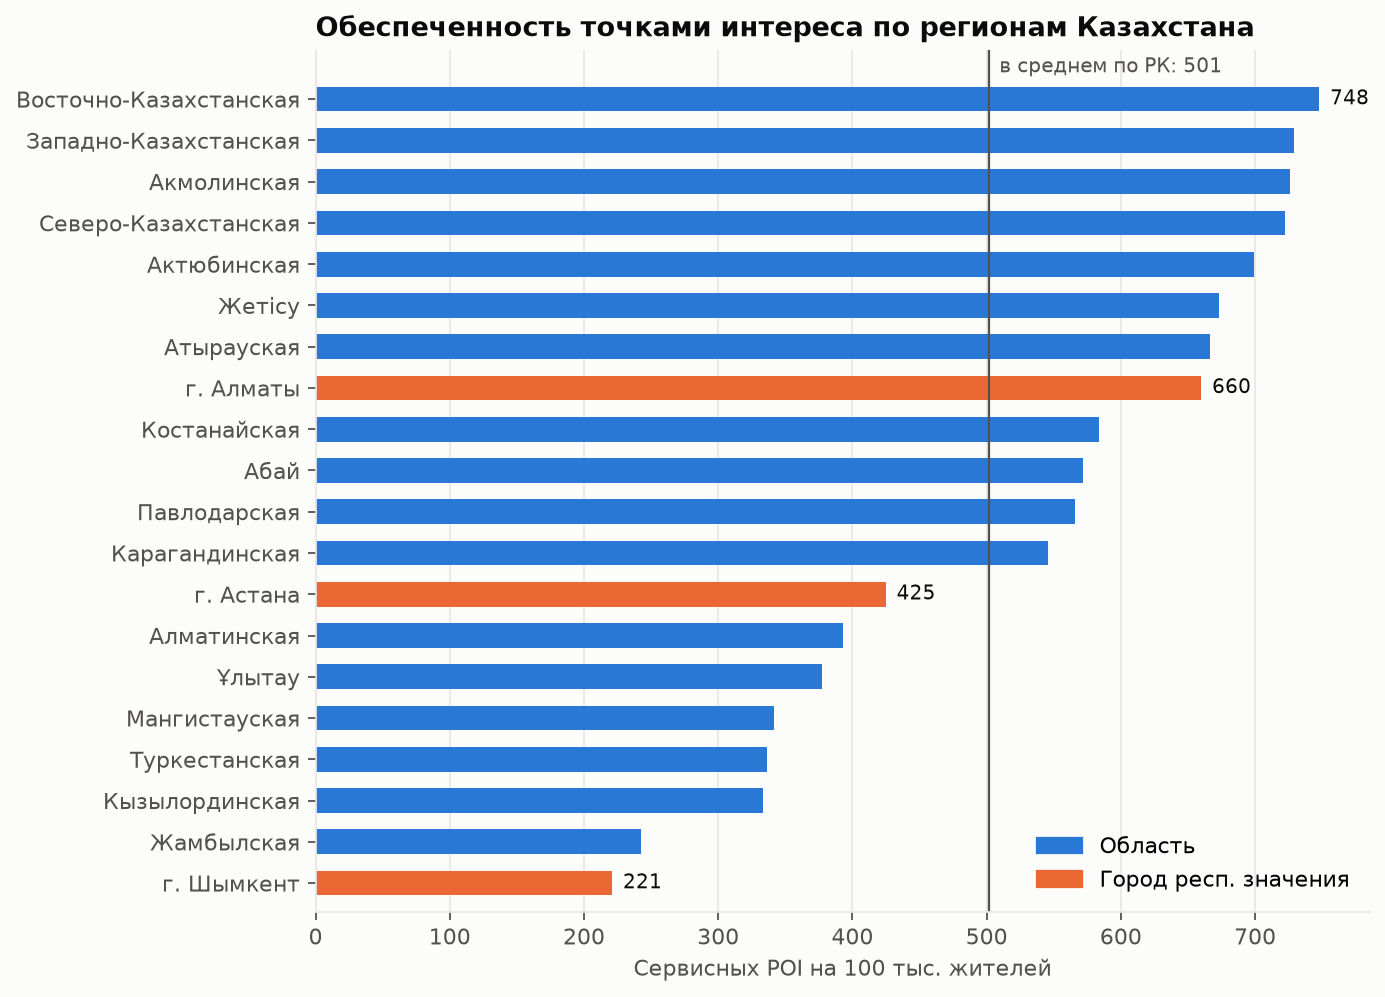 Обеспеченность точками интереса по регионам Казахстана
в среднем по РК: 501
Восточно-Казахстанская 748
Западно-Казахстанская
Акмолинская
Северо-Казахстанская
Актюбинская
Жетісу
Атырауская
г. Алматы 660
Костанайская
Абай
Павлодарская
Карагандинская
г. Астана 425
Алматинская
Ұлытау
Мангистауская
Туркестанская
Кызылординская
Жамбылская
г. Шымкент 221
Область
Город респ. значения
0 100 200 300 400 500 600 700
Сервисных POI на 100 тыс. жителей